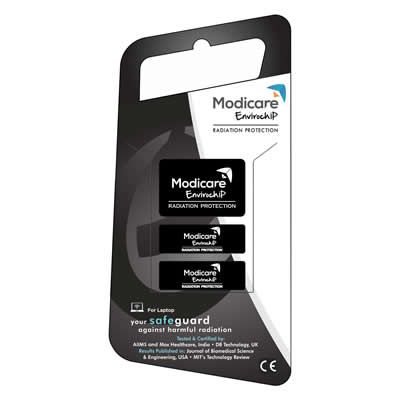 Modicare
Envirochip
RADIATION PROTECTION
Modicare
Envirochip
RADIATION PROTECTION
Modicare
Envirochip
RADIATION PROTECTION
Modicare
Envirochip
RADIATION PROTECTION
For Laptop
your safeguard
against harmful radiation
Tested & Certified by:
AIIMS and Max Healthcare, India • DB Technology, UK
Results Published in: Journal of Biomedical Science
& Engineering, USA • MIT's Technology Review
CE